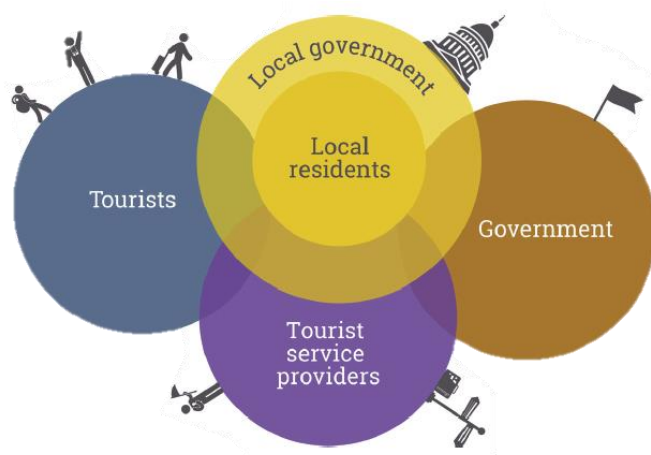 Local government
Local
residents
Tourists
Government
Tourist
service
providers